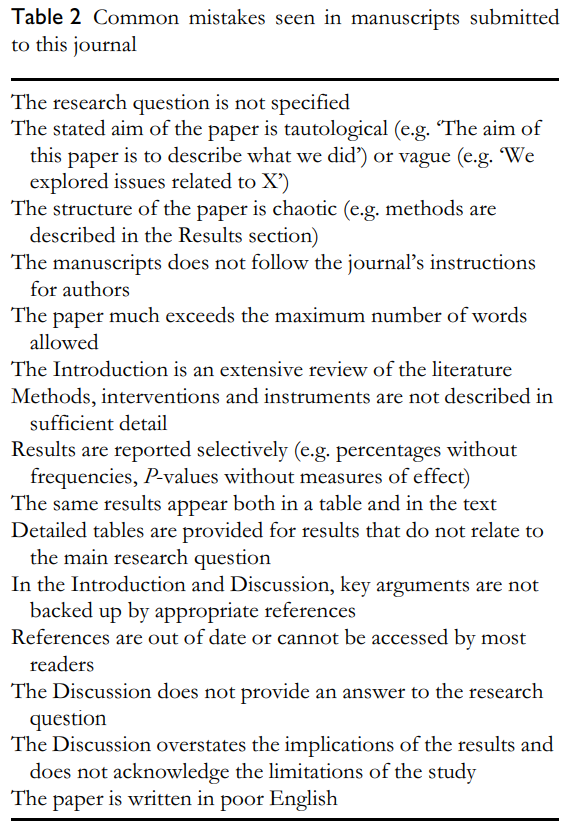 Table 2 Common mistakes seen in manuscripts submitted
to this journal
The research question is not specified
The stated aim of the paper is tautological (e.g. ‘The aim of
this paper is to describe what we did’) or vague (e.g. ‘We
explored issues related to X’)
The structure of the paper is chaotic (e.g. methods are
described in the Results section)
The manuscripts does not follow the journal’s instructions
for authors
The paper much exceeds the maximum number of words
allowed
The Introduction is an extensive review of the literature
Methods, interventions and instruments are not described in
sufficient detail
Results are reported selectively (e.g. percentages without
frequencies, P-values without measures of effect)
The same results appear both in a table and in the text
Detailed tables are provided for results that do not relate to
the main research question
In the Introduction and Discussion, key arguments are not
backed up by appropriate references
References are out of date or cannot be accessed by most
readers
The Discussion does not provide an answer to the research
question
The Discussion overstates the implications of the results and
does not acknowledge the limitations of the study
The paper is written in poor English